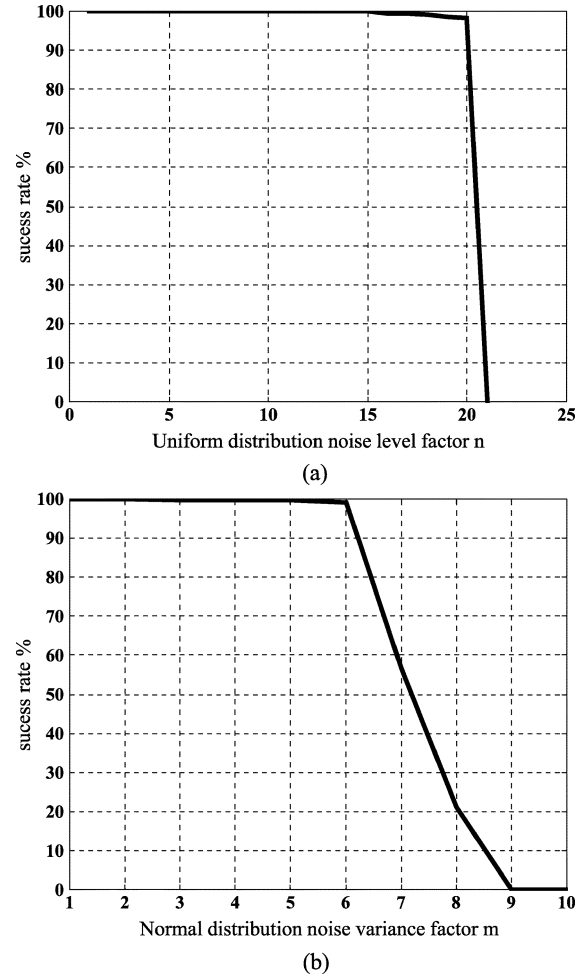 100
90
80
70
60
50
40
30
20
10
0
sucess rate %
0 5 10 15 20 25
Uniform distribution noise level factor n
(a)
100
90
80
70
60
50
40
30
20
10
0
sucess rate %
1 2 3 4 5 6 7 8 9 10
Normal distribution noise variance factor m
(b)